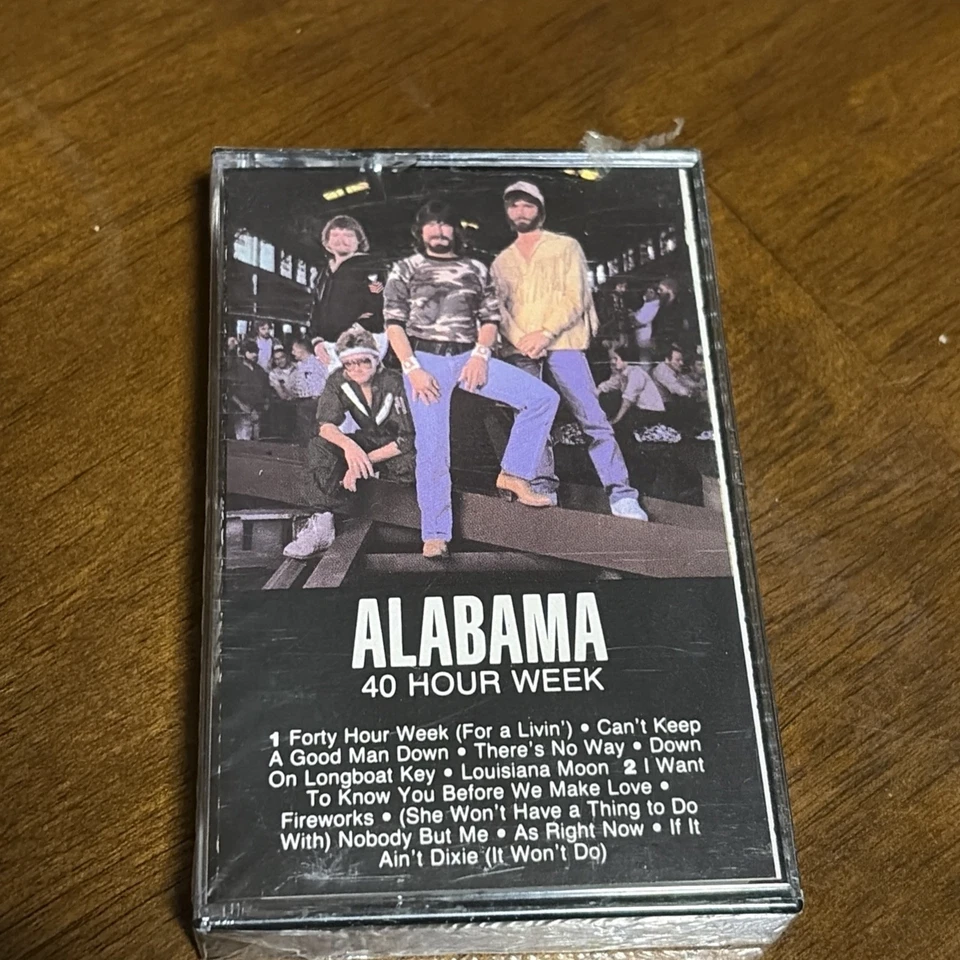 ALABAMA
40 HOUR WEEK
1 Forty Hour Week (For a Livin') • Can't Keep
A Good Man Down • There's No Way • Down
On Longboat Key • Louisiana Moon 2 I Want
To Know You Before We Make Love •
Fireworks • (She Won't Have a Thing to Do
With) Nobody But Me • As Right Now • If It
Ain't Dixie (It Won't Do)